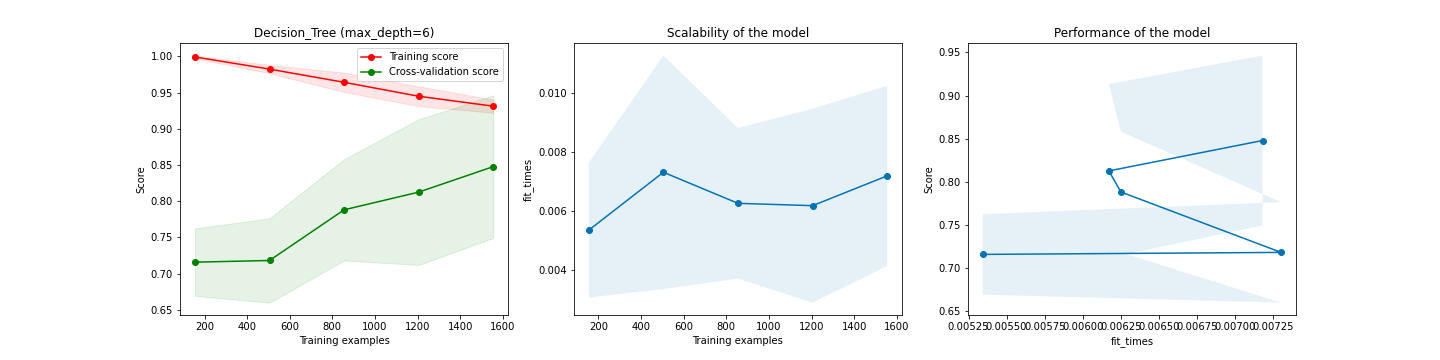 Decision_Tree (max_depth=6)
Training score
Cross-validation score
1.00
0.95
0.90
0.85
0.80
0.75
0.70
0.65
Score
200 400 600 800 1000 1200 1400 1600
Training examples
Scalability of the model
0.010
0.008
0.006
0.004
fit_times
200 400 600 800 1000 1200 1400 1600
Training examples
Performance of the model
0.95
0.90
0.85
0.80
0.75
0.70
0.65
Score
0.00525 0.00550 0.00575 0.00600 0.00625 0.00650 0.00675 0.00700 0.00725
fit_times